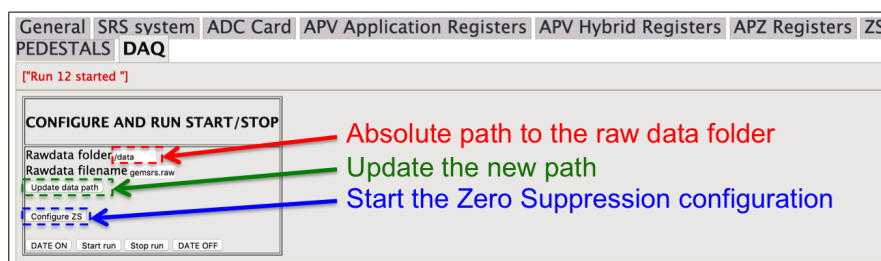 General SRS system ADC Card APV Application Registers APV Hybrid Registers APZ Registers ZS
PEDESTALS DAQ
["Run 12 started "]
CONFIGURE AND RUN START/STOP
Rawdata folder /data
Rawdata filename gemsrs.raw
Update data path
Configure ZS
DATE ON Start run Stop run DATE OFF
Absolute path to the raw data folder
Update the new path
Start the Zero Suppression configuration